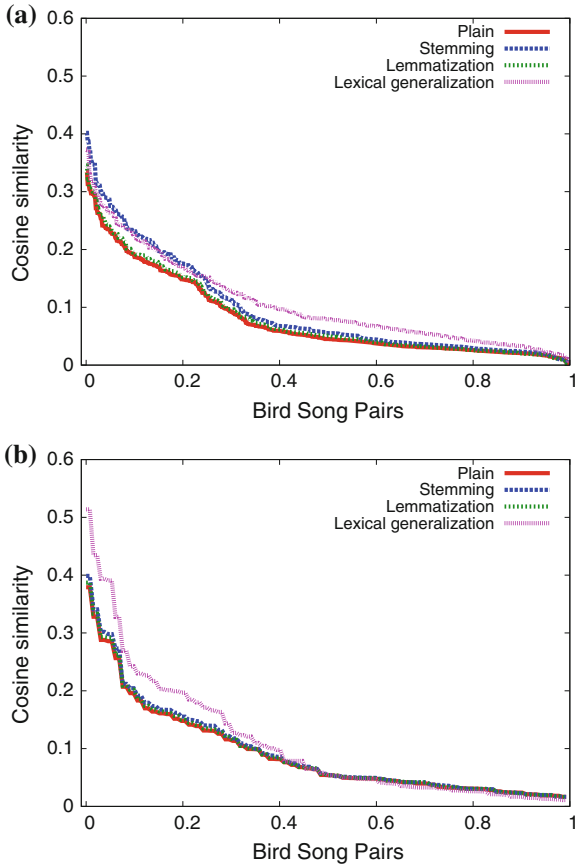 (a)
0.6
0.5
0.4
0.3
0.2
0.1
0
Cosine similarity
Plain
Stemming
Lemmatization
Lexical generalization
0 0.2 0.4 0.6 0.8 1
Bird Song Pairs
(b)
0.6
0.5
0.4
0.3
0.2
0.1
0
Cosine similarity
Plain
Stemming
Lemmatization
Lexical generalization
0 0.2 0.4 0.6 0.8 1
Bird Song Pairs